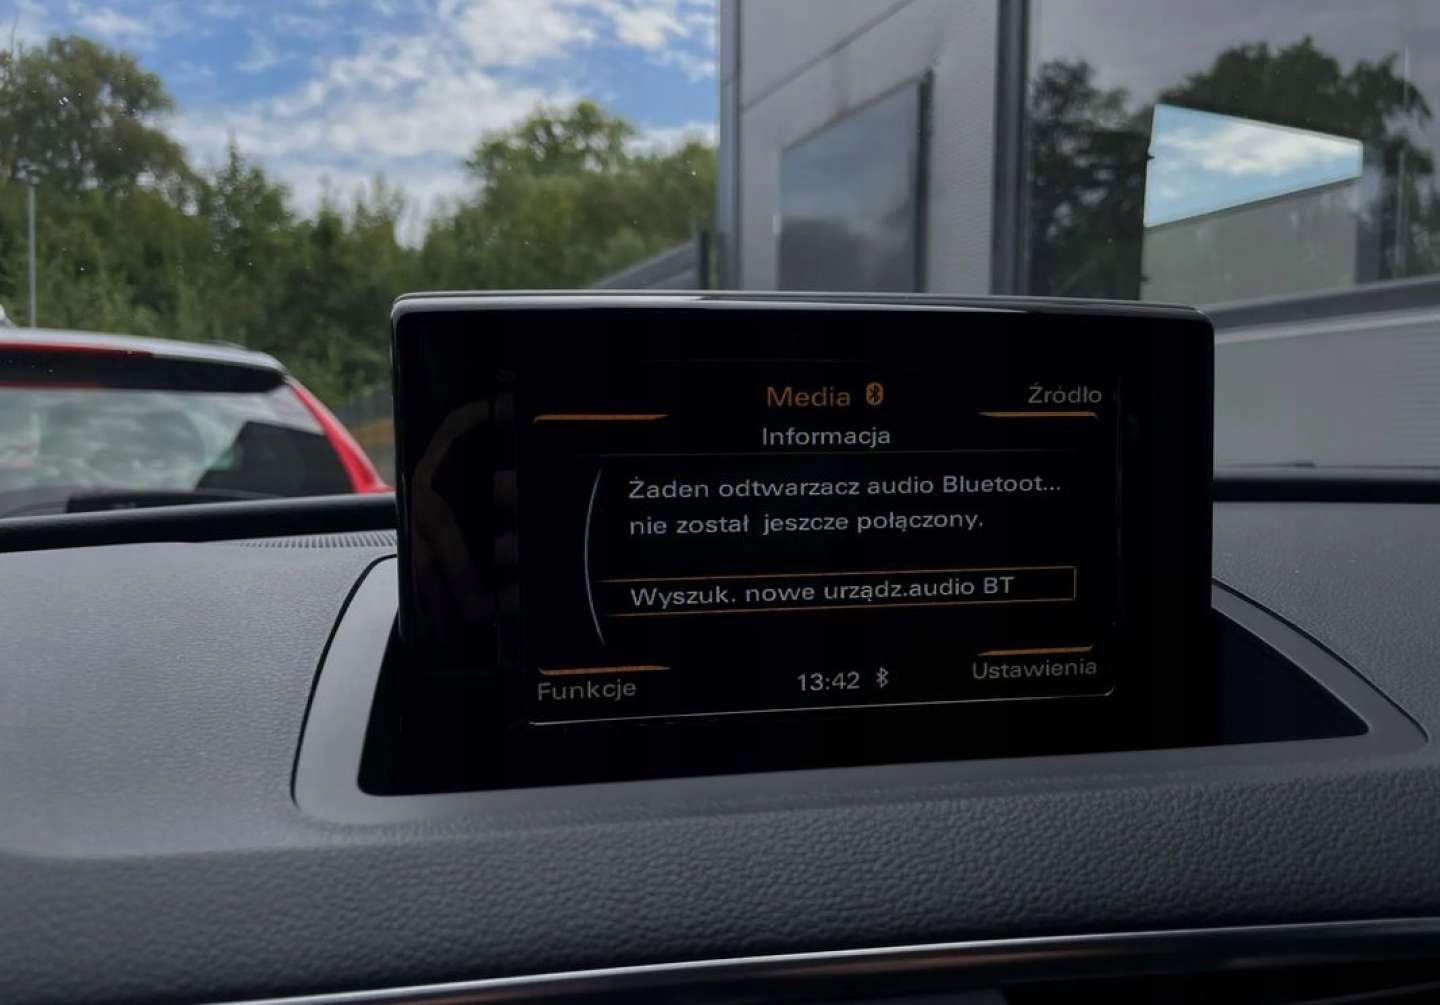 Media
Źródło
Informacja
Żaden odtwarzacz audio Bluetoot...
nie został jeszcze połączony.
Wyszuk. nowe urządz.audio BT
Funkcje
13:42
Ustawienia